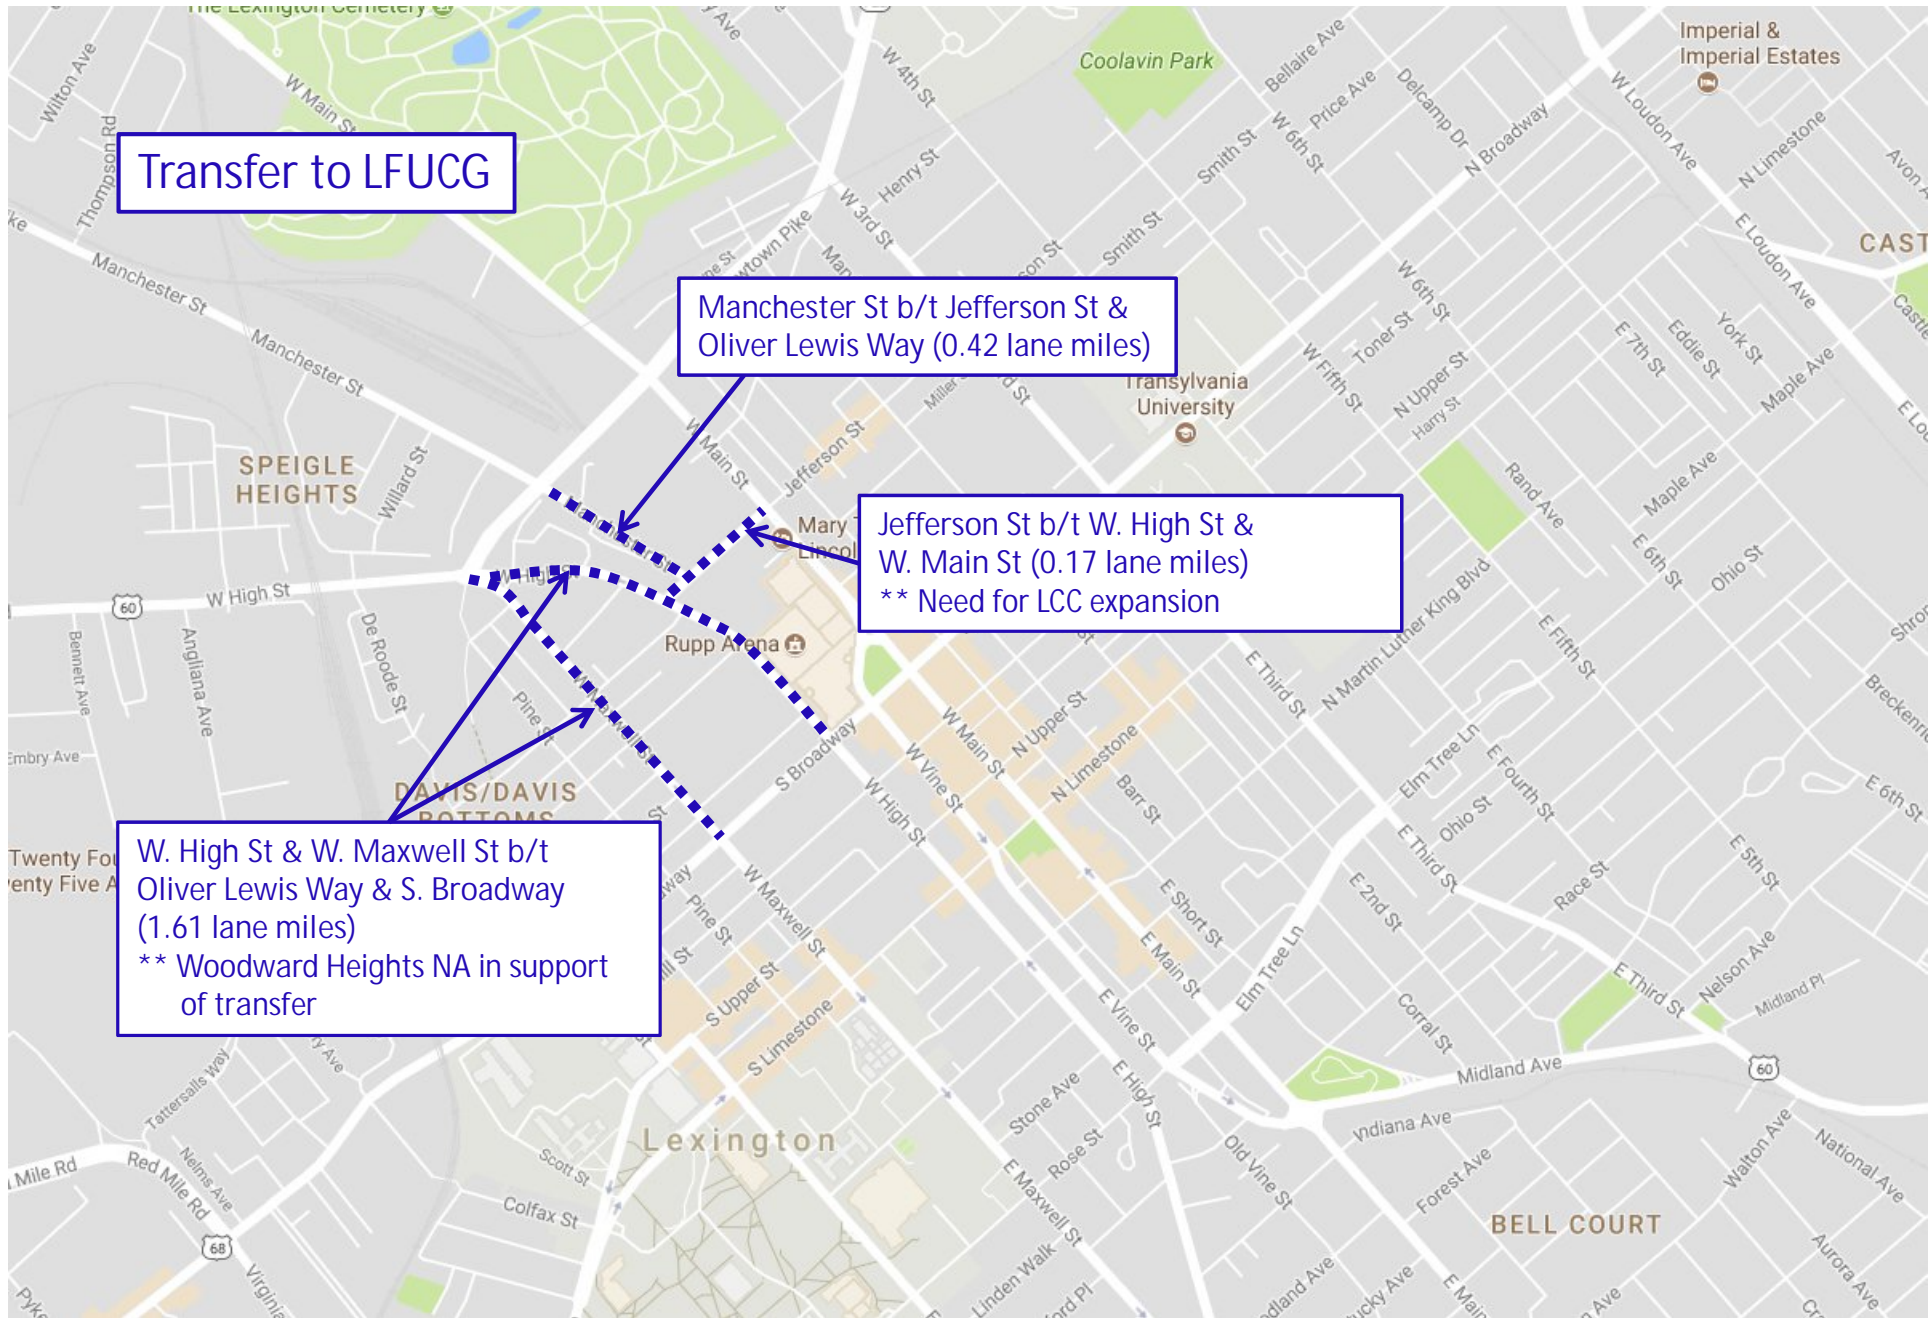 The Lexington Cemetery
W 4th St
Coolavin Park
Bellaire Ave
Price Ave
Delcamp Dr
W 6th St
Imperial &
Imperial Estates
W Loudon Ave
N Broadway
N Limestone
Wilton Ave
W Main St
Thompson Rd
Transfer to LFUCG
Henry St
Smith St
W 3rd St
Smith St
E Loudon Ave
Manchester St
Manchester St
Manchester St b/t Jefferson St &
Oliver Lewis Way (0.42 lane miles)
W 6th St
Toner St
W Fifth St
N Upper St
Harry St
E 7th St
Eddie St
York St
Maple Ave
Transylvania
University
W Main St
Jefferson St
SPEIGLE
HEIGHTS
Willard St
Manchester St
Rand Ave
Maple Ave
Jefferson St b/t W. High St &
W. Main St (0.17 lane miles)
** Need for LCC expansion
W High St
W High St
60
E 6th St
Ohio St
N Martin Luther King Blvd
E Fifth St
E Third St
Bennett Ave
Angliana Ave
De Roode St
Rupp Arena
Pine St
W Maxwell St
S Broadway
W Vine St
W Main St
N Upper St
N Limestone
Barr St
W High St
Elm Tree Ln
E Fourth St
Embry Ave
DAVIS/DAVIS
BOTTOMS
W. High St & W. Maxwell St b/t
Oliver Lewis Way & S. Broadway
(1.61 lane miles)
** Woodward Heights NA in support
of transfer
Ohio St
E Third St
E 5th St
E 6th St
Race St
E 2nd St
E Short St
E Main St
Elm Tree Ln
W Maxwell St
Pine St
S Upper St
S Limestone
E Vine St
E High St
Corral St
E Third St
Nelson Ave
Midland Pl
Midland Ave
60
Indiana Ave
Stone Ave
Rose St
Old Vine St
Forest Ave
Walton Ave
National Ave
Tattersalls Way
Nelms Ave
Red Mile Rd
68
Lexington
Scott St
Colfax St
E Maxwell St
Linden Walk
BELL COURT
Aurora Ave